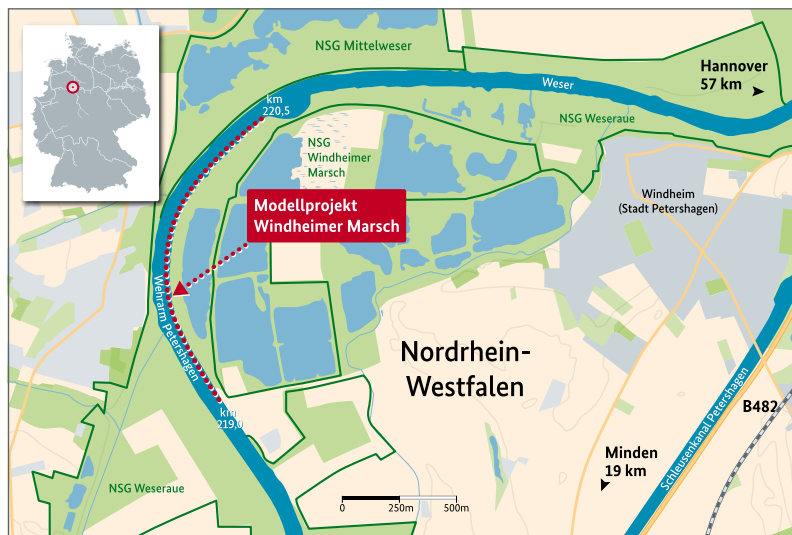 NSG Mittelweser
Hannover
57 km
Weser
km
220,5
NSG Weseraue
NSG
Windheimer
Marsch
Windheim
(Stadt Petershagen)
Modellprojekt
Windheimer Marsch
Wehrarm Petershagen
Nordrhein-
Westfalen
km
219,0
Schleusenkanal Petershagen
B482
Minden
19 km
NSG Weseraue
0
250m
500m